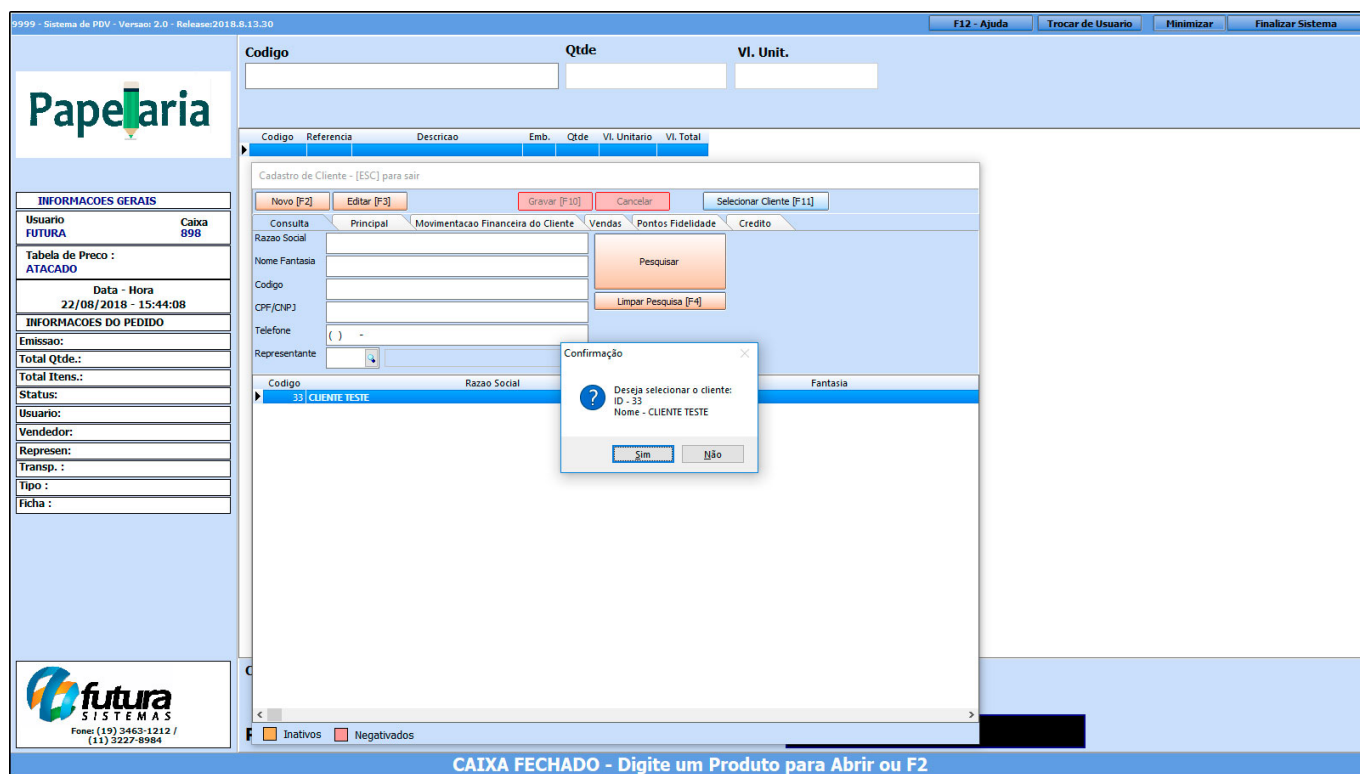 9999 - Sistema de PDV - Versao: 2.0 - Release:2018.8.13.30
F12 - Ajuda
Trocar de Usuario
Minimizar
Finalizar Sistema
Papelaria
Codigo
Qtde
Vl. Unit.
Codigo Referencia Descricao Emb. Qtde Vl. Unitario Vl. Total
INFORMACOES GERAIS
Usuario Caixa
FUTURA 898
Tabela de Preco :
ATACADO
Data - Hora
22/08/2018 - 15:44:08
INFORMACOES DO PEDIDO
Emissao:
Total Qtde.:
Total Itens.:
Status:
Usuario:
Vendedor:
Represen:
Transp. :
Tipo :
Ficha :
futura
SISTEMAS
Fone: (19) 3463-1212 /
(11) 3227-8984
Cadastro de Cliente - [ESC] para sair
Novo [F2] Editar [F3] Gravar [F10] Cancelar Selecionar Cliente [F11]
Consulta Principal Movimentacao Financeira do Cliente Vendas Pontos Fidelidade Credito
Razao Social
Nome Fantasia
Codigo
CPF/CNPJ
Telefone ( ) -
Representante
Pesquisar
Limpar Pesquisa [F4]
Codigo Razao Social Fantasia
33 CLIENTE TESTE
Confirmação
Deseja selecionar o cliente:
ID - 33
Nome - CLIENTE TESTE
Sim Não
Inativos Negativados
CAIXA FECHADO - Digite um Produto para Abrir ou F2